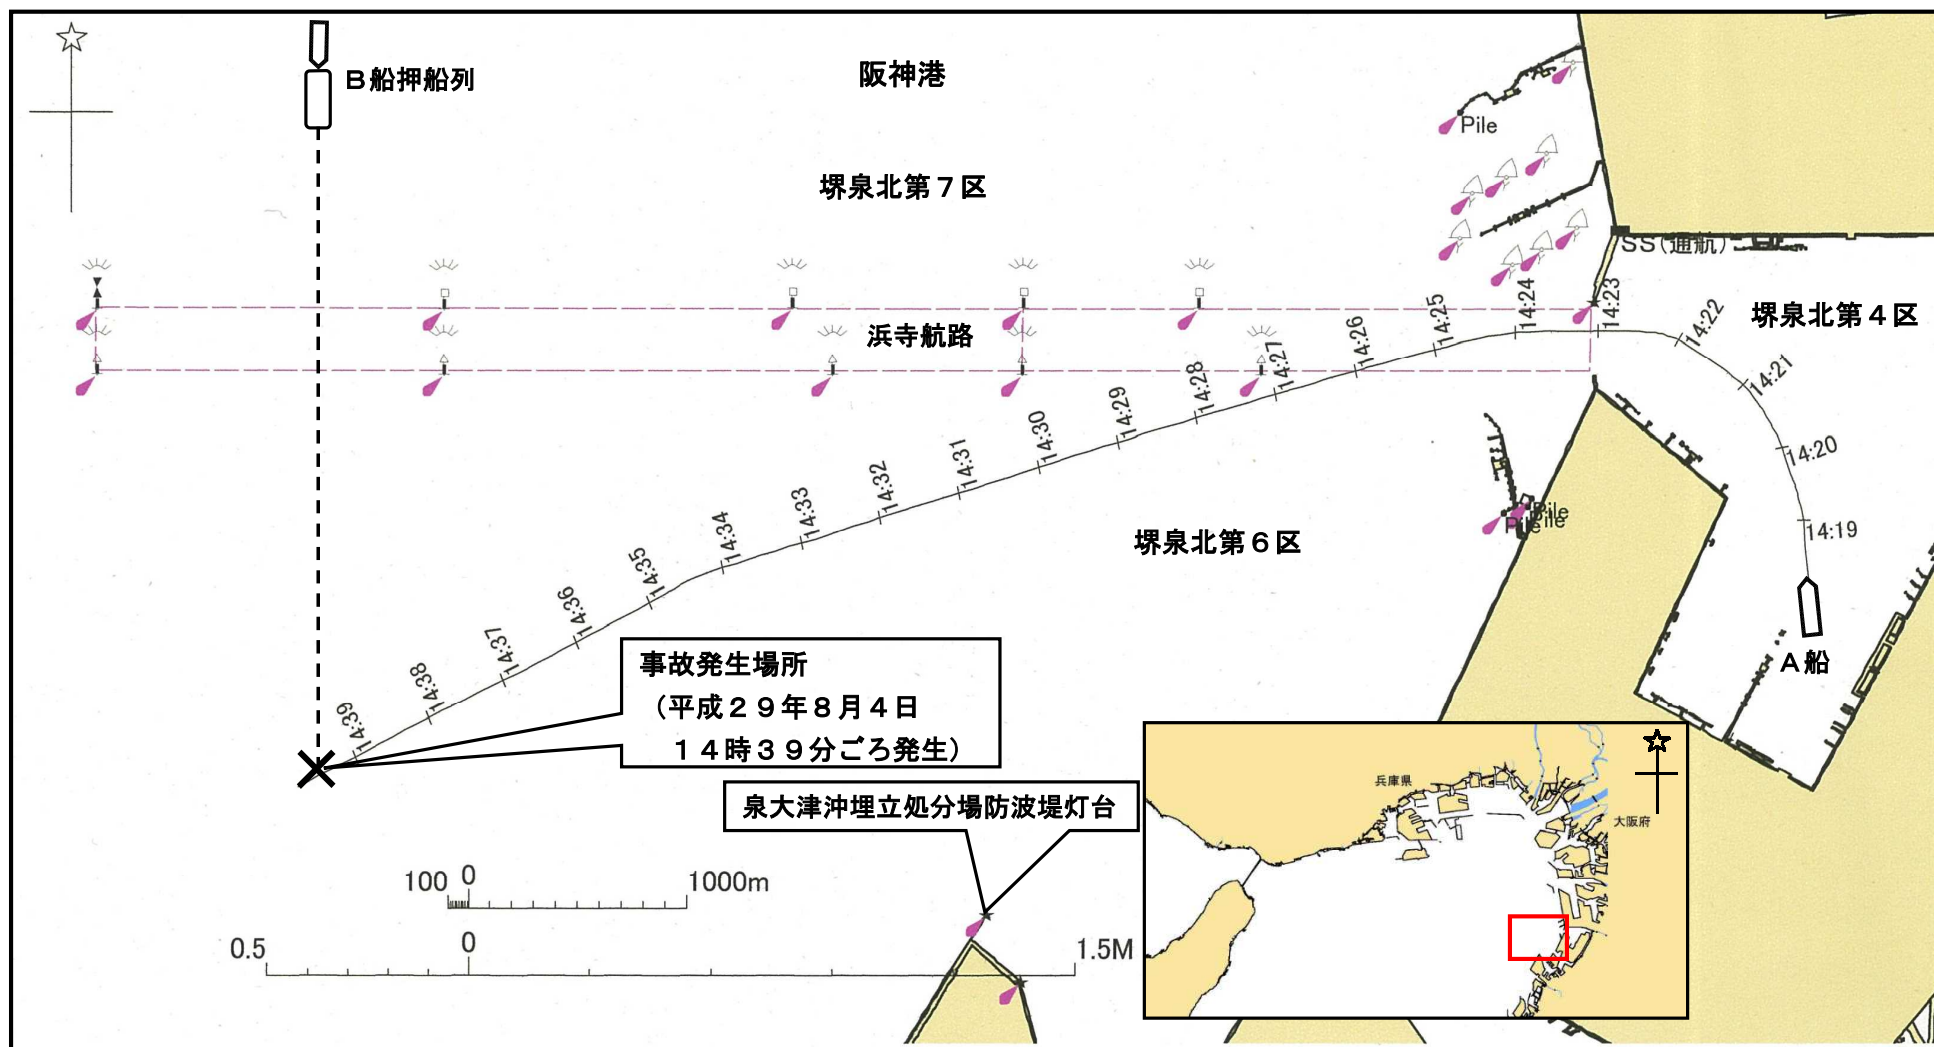 B船押船列
阪神港
Pile
堺泉北第7区
SS(通航)
堺泉北第4区
浜寺航路
14:19
14:20
14:21
14:22
14:23
14:24
14:25
14:26
14:27
14:28
14:29
14:30
14:31
14:32
14:33
14:34
14:35
14:36
14:37
14:38
14:39
堺泉北第6区
Pile
Pile
Pile
A船
事故発生場所
(平成29年8月4日
14時39分ごろ発生)
泉大津沖埋立処分場防波堤灯台
兵庫県
大阪府
100 0 1000m
0.5 0 1.5M